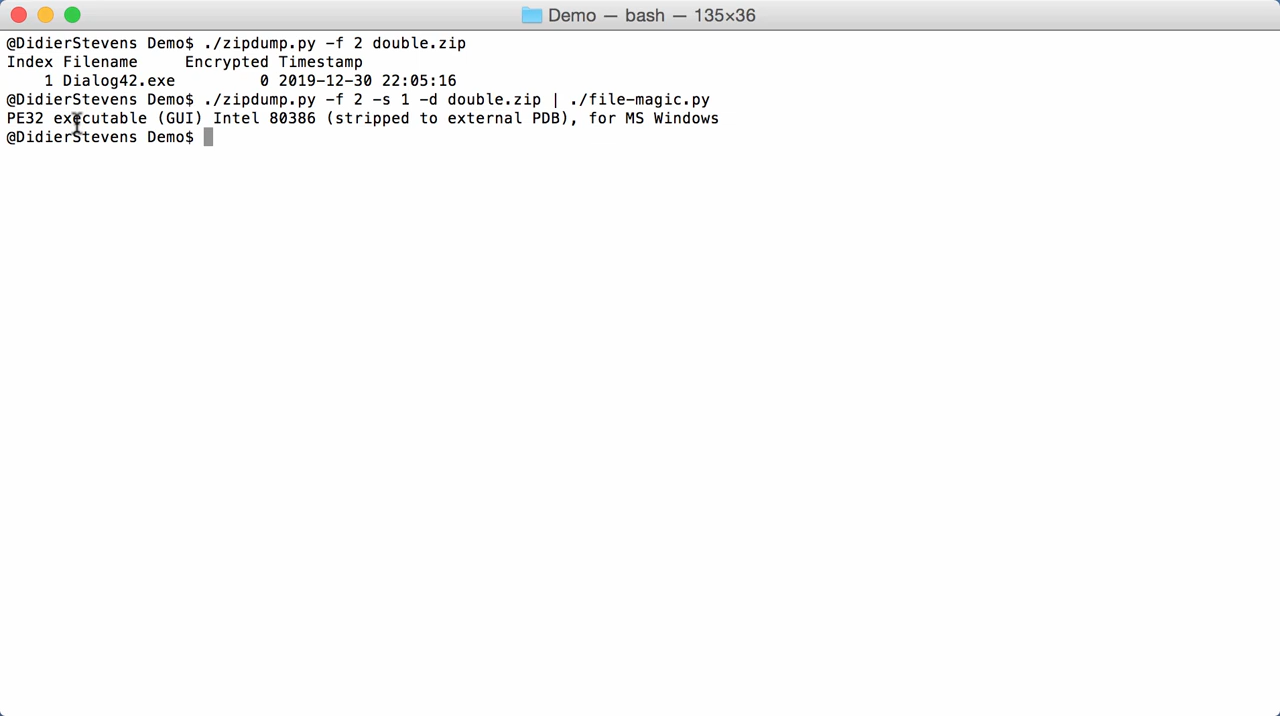 Demo — bash — 135×36
@DidierStevens Demo$ ./zipdump.py -f 2 double.zip
Index Filename     Encrypted Timestamp
    1 Dialog42.exe         0 2019-12-30 22:05:16
@DidierStevens Demo$ ./zipdump.py -f 2 -s 1 -d double.zip | ./file-magic.py
PE32 executable (GUI) Intel 80386 (stripped to external PDB), for MS Windows
@DidierStevens Demo$